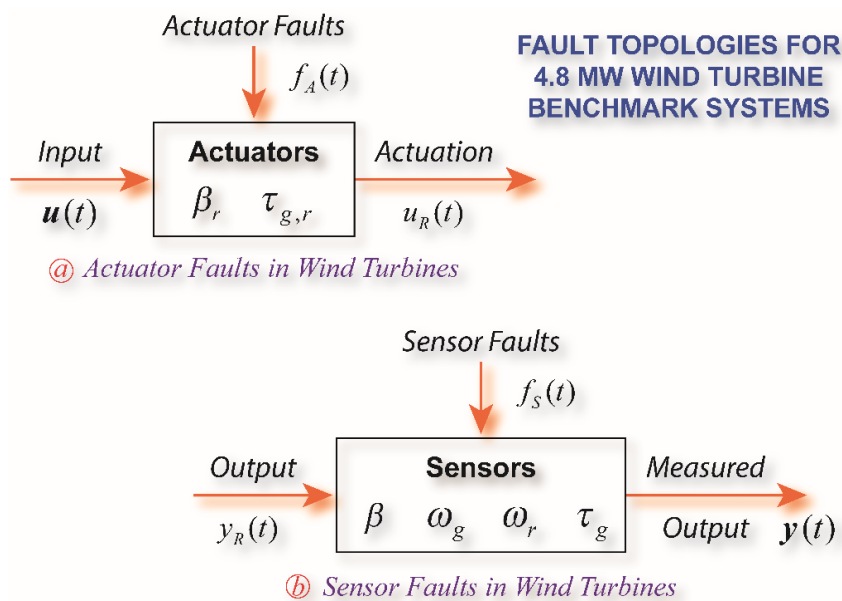 Actuator Faults
FAULT TOPOLOGIES FOR
4.8 MW WIND TURBINE
BENCHMARK SYSTEMS
f_A(t)
Input
Actuators
Actuation
u(t)
β_r τ_{g,r}
u_R(t)
ⓐ Actuator Faults in Wind Turbines
Sensor Faults
f_S(t)
Output
Sensors
Measured
y_R(t)
β ω_g ω_r τ_g
Output y(t)
ⓑ Sensor Faults in Wind Turbines